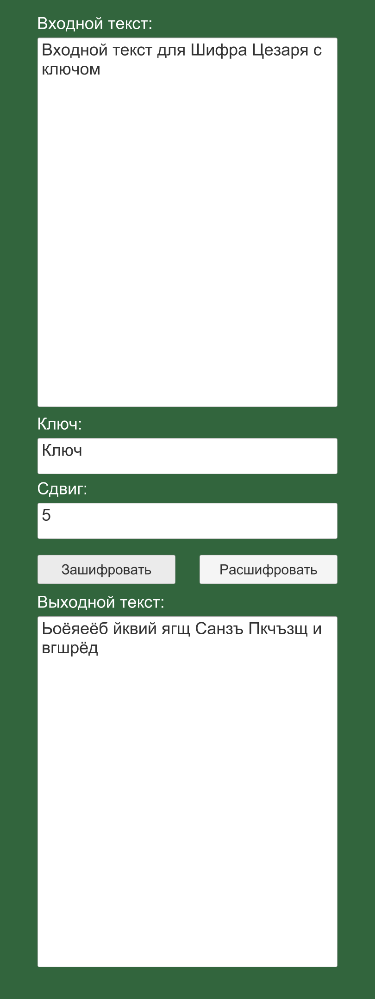 Входной текст:
Входной текст для Шифра Цезаря с
ключом
Ключ:
Ключ
Сдвиг:
5
Зашифровать
Расшифровать
Выходной текст:
Ьоёяеёб йквий ягщ Санзъ Пкчъзщ и
вгшрёд